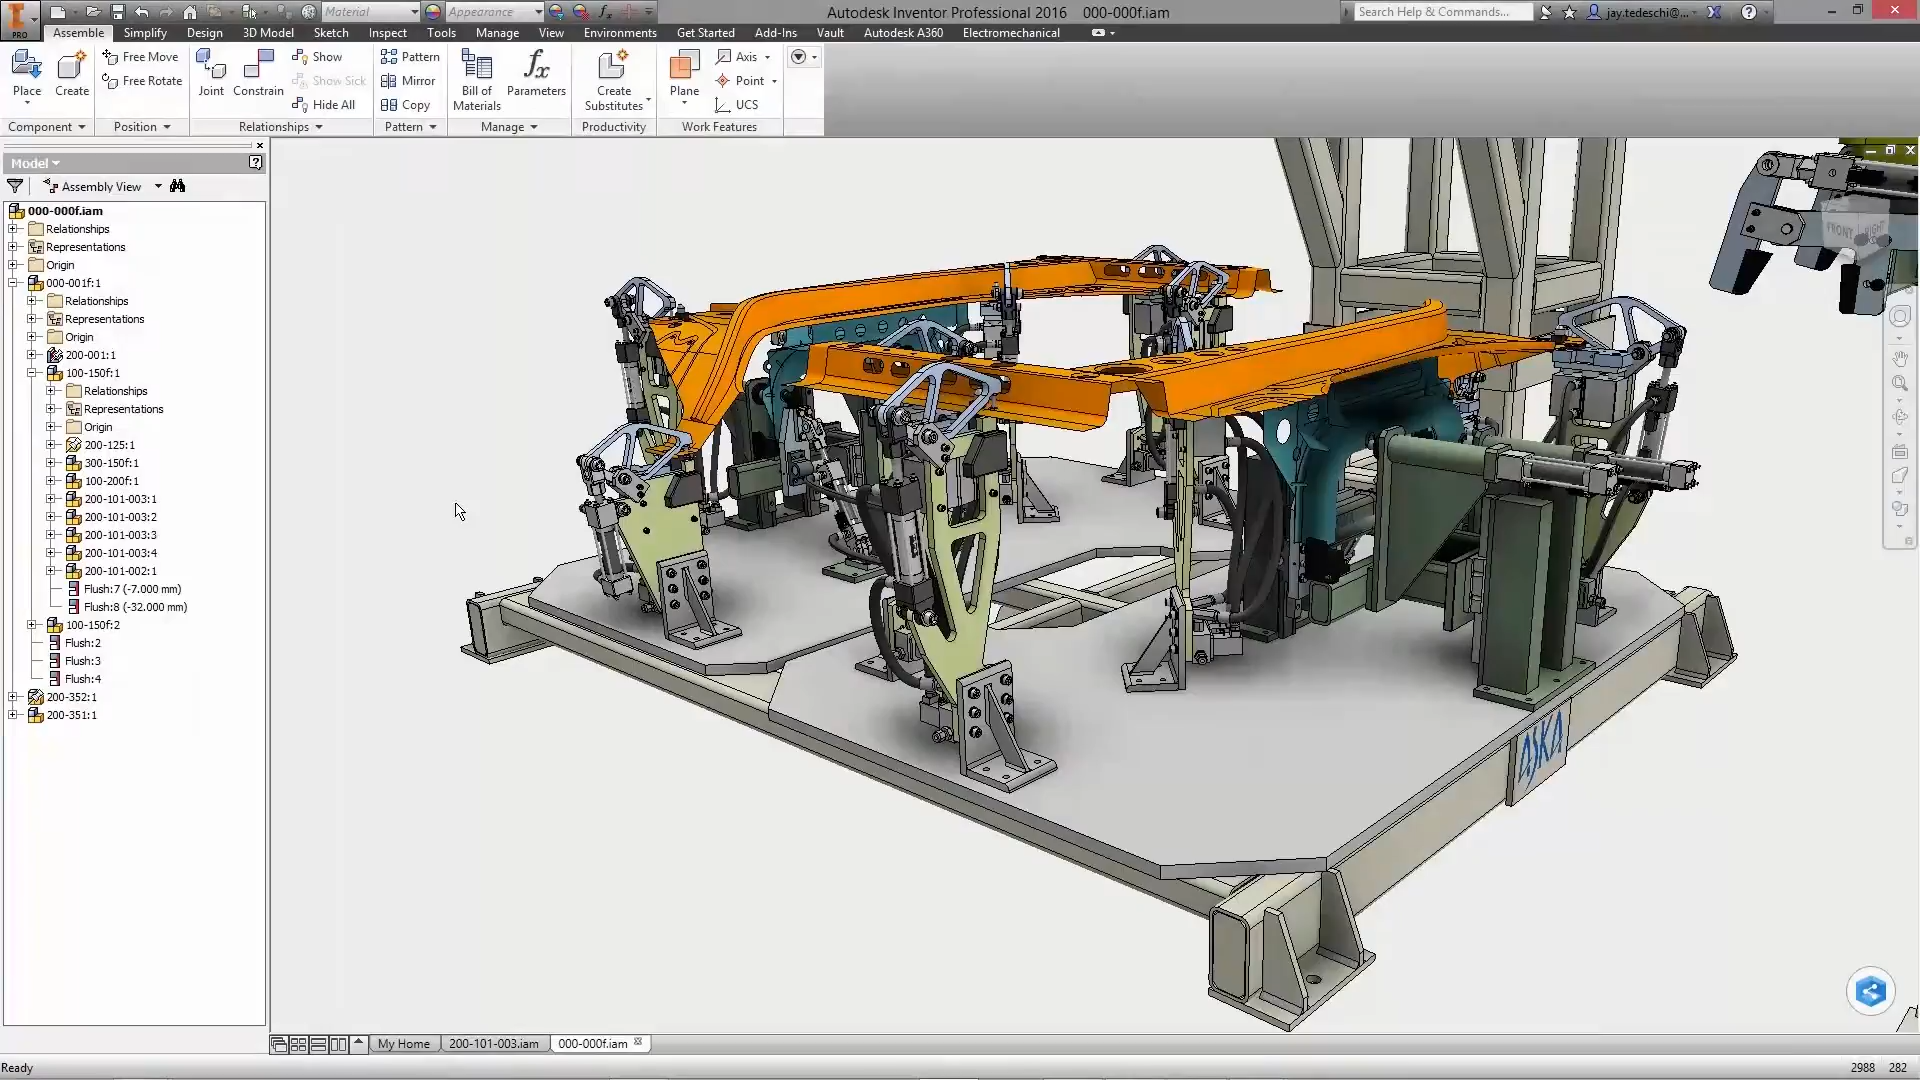 PRO
Material
Appearance
Autodesk Inventor Professional 2016 000-000f.iam
Search Help & Commands...
jay.tedeschi@...
Assemble Simplify Design 3D Model Sketch Inspect Tools Manage View Environments Get Started Add-Ins Vault Autodesk A360 Electromechanical
Place
Create
Free Move
Free Rotate
Joint
Constrain
Show
Show Sick
Hide All
Pattern
Mirror
Copy
Bill of
Materials
fx
Parameters
Create
Substitutes
Plane
Axis
Point
UCS
Component Position Relationships Pattern Manage Productivity Work Features
Model
Assembly View
000-000f.iam
Relationships
Representations
Origin
000-001f:1
Relationships
Representations
Origin
200-001:1
100-150f:1
Relationships
Representations
Origin
200-125:1
300-150f:1
100-200f:1
200-101-003:1
200-101-003:2
200-101-003:3
200-101-003:4
200-101-002:1
Flush:7 (-7.000 mm)
Flush:8 (-32.000 mm)
100-150f:2
Flush:2
Flush:3
Flush:4
200-352:1
200-351:1
FRONT RIGHT
ASKA
My Home 200-101-003.iam 000-000f.iam
Ready
2988 282